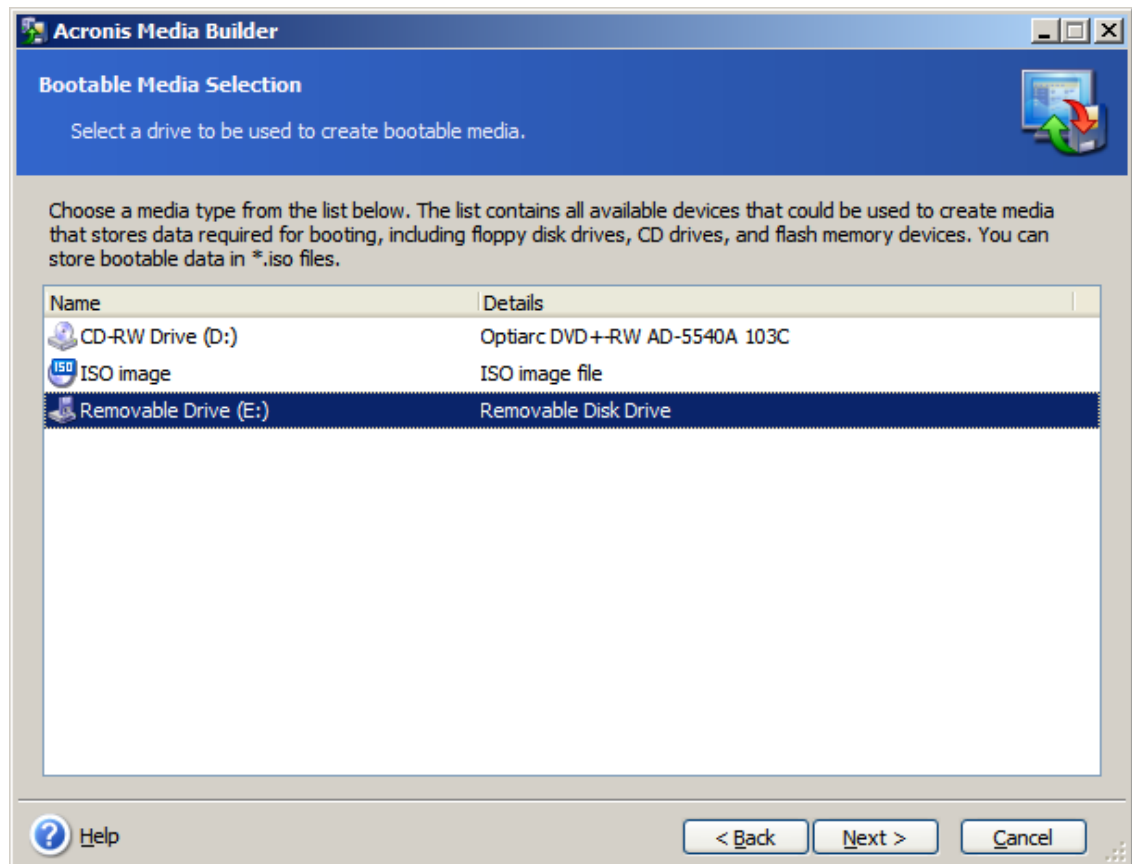 Acronis Media Builder
Bootable Media Selection
Select a drive to be used to create bootable media.
Choose a media type from the list below. The list contains all available devices that could be used to create media
that stores data required for booting, including floppy disk drives, CD drives, and flash memory devices. You can
store bootable data in *.iso files.
Name Details
CD-RW Drive (D:) Optiarc DVD+-RW AD-5540A 103C
ISO ISO image ISO image file
Removable Drive (E:) Removable Disk Drive
? Help < Back Next > Cancel